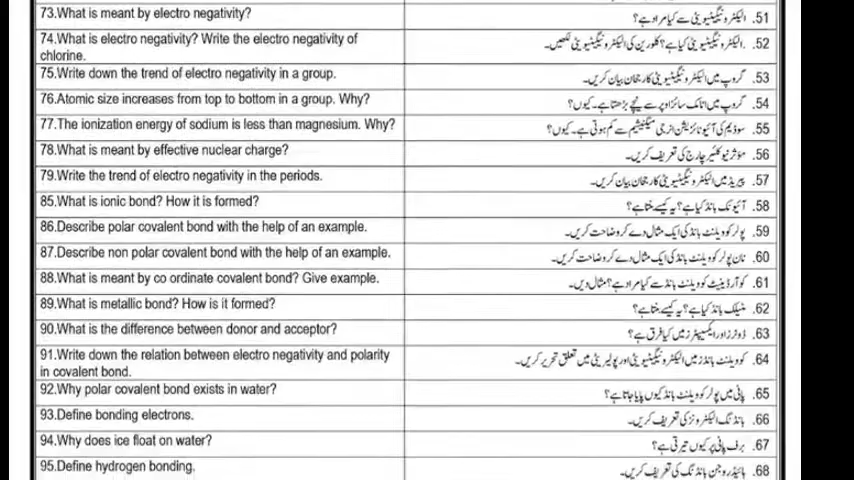 73.What is meant by electro negativity?
51. الیکٹرونیگیٹیویٹی سے کیا مراد ہے؟
74.What is electro negativity? Write the electro negativity of
chlorine.
52. الیکٹرونیگیٹیویٹی کیا ہے؟ کلورین کی الیکٹرونیگیٹیویٹی لکھیں۔
75.Write down the trend of electro negativity in a group.
53. گروپ میں الیکٹرونیگیٹیویٹی کا رجحان بیان کریں۔
76.Atomic size increases from top to bottom in a group. Why?
54. گروپ میں اٹامک سائز اوپر سے نیچے بڑھتا ہے۔ کیوں؟
77.The ionization energy of sodium is less than magnesium. Why?
55. سوڈیم کی آئیونائزیشن انرجی میگنیشیم سے کم ہوتی ہے۔ کیوں؟
78.What is meant by effective nuclear charge?
56. مؤثر نیوکلیئر چارج کی تعریف کریں۔
79.Write the trend of electro negativity in the periods.
57. پیریڈ میں الیکٹرونیگیٹیویٹی کا رجحان بیان کریں۔
85.What is ionic bond? How it is formed?
58. آئیونک بانڈ کیا ہے؟ یہ کیسے بنتا ہے؟
86.Describe polar covalent bond with the help of an example.
59. پولر کوویلنٹ بانڈ کی ایک مثال دے کر وضاحت کریں۔
87.Describe non polar covalent bond with the help of an example.
60. نان پولر کوویلنٹ بانڈ کی ایک مثال دے کر وضاحت کریں۔
88.What is meant by co ordinate covalent bond? Give example.
61. کوآرڈینیٹ کوویلنٹ بانڈ سے کیا مراد ہے؟ مثال دیں۔
89.What is metallic bond? How is it formed?
62. میٹلک بانڈ کیا ہے؟ یہ کیسے بنتا ہے؟
90.What is the difference between donor and acceptor?
63. ڈونرز اور ایکسیپٹرز میں کیا فرق ہے؟
91.Write down the relation between electro negativity and polarity
in covalent bond.
64. کوویلنٹ بانڈز میں الیکٹرونیگیٹیویٹی اور پولیریٹی میں تعلق تحریر کریں۔
92.Why polar covalent bond exists in water?
65. پانی میں پولر کوویلنٹ بانڈ کیوں پایا جاتا ہے؟
93.Define bonding electrons.
66. بانڈنگ الیکٹرونز کی تعریف کریں۔
94.Why does ice float on water?
67. برف پانی پر کیوں تیرتی ہے؟
95.Define hydrogen bonding.
68. ہائیڈروجن بانڈنگ کی تعریف کریں۔